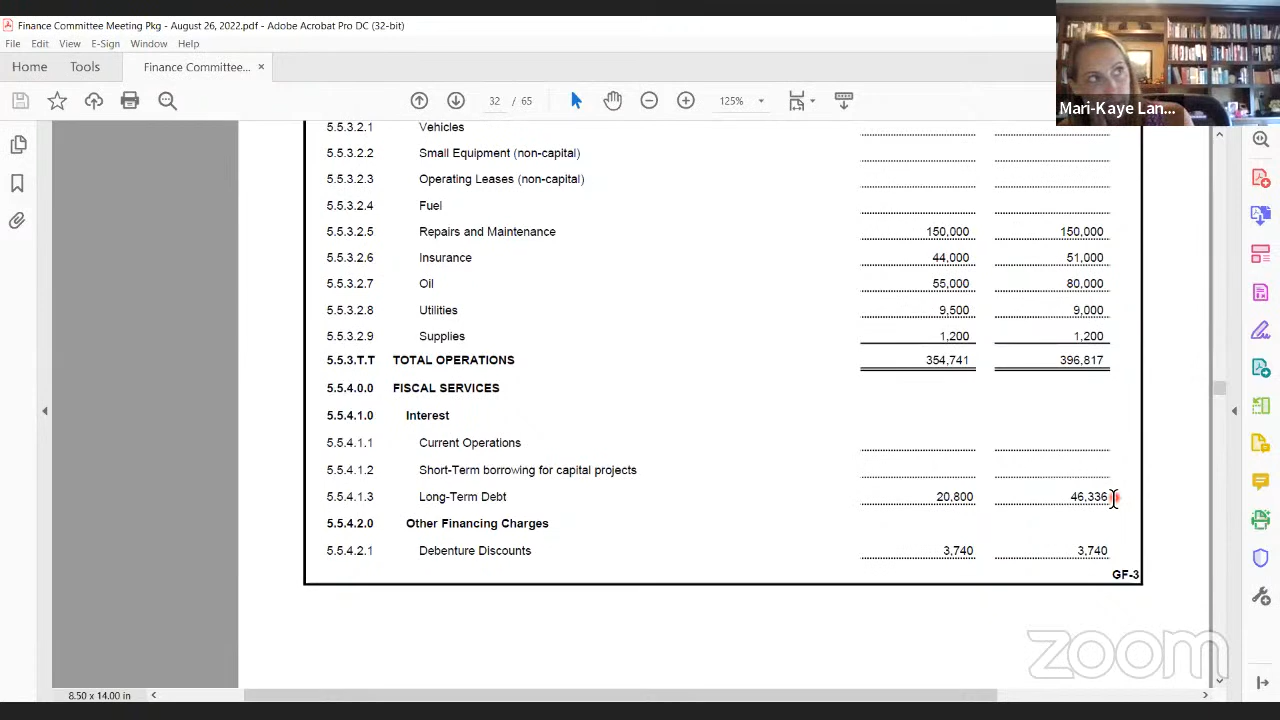 Finance Committee Meeting Pkg - August 26, 2022.pdf - Adobe Acrobat Pro DC (32-bit)
File Edit View E-Sign Window Help
Home Tools Finance Committee... ×
32 / 65 125%
Mari-Kaye Lan...
5.5.3.2.1 Vehicles
5.5.3.2.2 Small Equipment (non-capital)
5.5.3.2.3 Operating Leases (non-capital)
5.5.3.2.4 Fuel
5.5.3.2.5 Repairs and Maintenance 150,000 150,000
5.5.3.2.6 Insurance 44,000 51,000
5.5.3.2.7 Oil 55,000 80,000
5.5.3.2.8 Utilities 9,500 9,000
5.5.3.2.9 Supplies 1,200 1,200
5.5.3.T.T TOTAL OPERATIONS 354,741 396,817
5.5.4.0.0 FISCAL SERVICES
5.5.4.1.0 Interest
5.5.4.1.1 Current Operations
5.5.4.1.2 Short-Term borrowing for capital projects
5.5.4.1.3 Long-Term Debt 20,800 46,336
5.5.4.2.0 Other Financing Charges
5.5.4.2.1 Debenture Discounts 3,740 3,740
GF-3
zoom
8.50 x 14.00 in